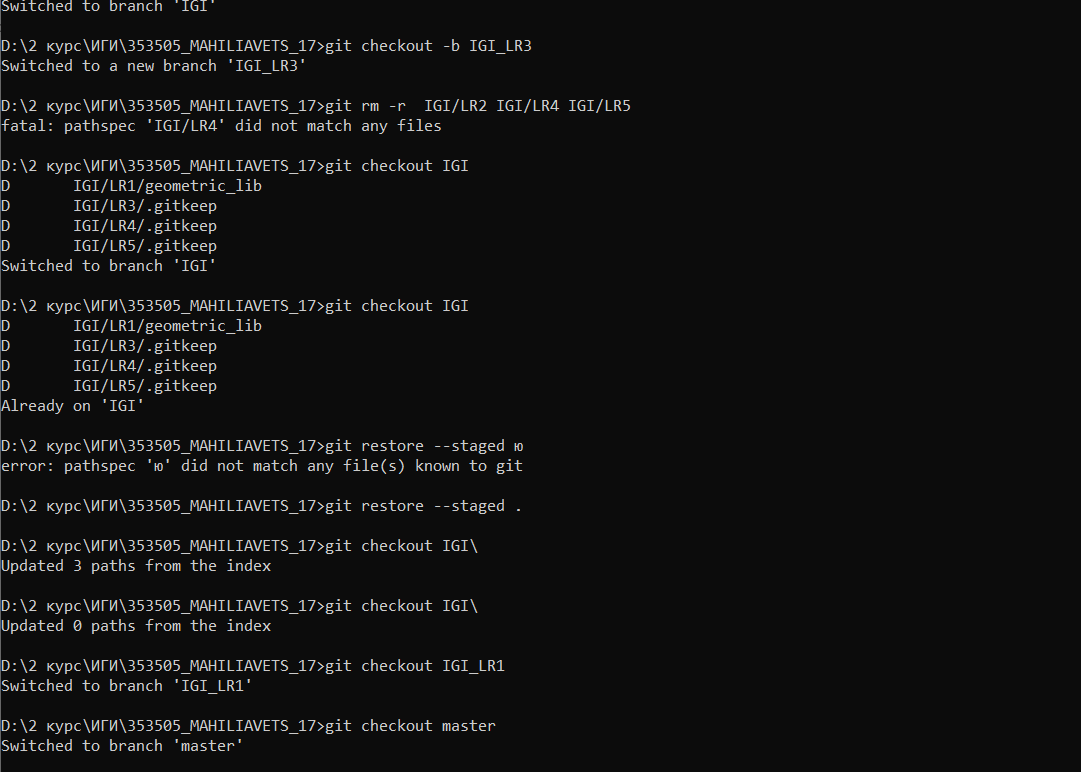 Switched to branch 'IGI'
D:\2 курс\ИГИ\353505_MAHILIAVETS_17>git checkout -b IGI_LR3
Switched to a new branch 'IGI_LR3'
D:\2 курс\ИГИ\353505_MAHILIAVETS_17>git rm -r  IGI/LR2 IGI/LR4 IGI/LR5
fatal: pathspec 'IGI/LR4' did not match any files
D:\2 курс\ИГИ\353505_MAHILIAVETS_17>git checkout IGI
D       IGI/LR1/geometric_lib
D       IGI/LR3/.gitkeep
D       IGI/LR4/.gitkeep
D       IGI/LR5/.gitkeep
Switched to branch 'IGI'
D:\2 курс\ИГИ\353505_MAHILIAVETS_17>git checkout IGI
D       IGI/LR1/geometric_lib
D       IGI/LR3/.gitkeep
D       IGI/LR4/.gitkeep
D       IGI/LR5/.gitkeep
Already on 'IGI'
D:\2 курс\ИГИ\353505_MAHILIAVETS_17>git restore --staged ю
error: pathspec 'ю' did not match any file(s) known to git
D:\2 курс\ИГИ\353505_MAHILIAVETS_17>git restore --staged .
D:\2 курс\ИГИ\353505_MAHILIAVETS_17>git checkout IGI\
Updated 3 paths from the index
D:\2 курс\ИГИ\353505_MAHILIAVETS_17>git checkout IGI\
Updated 0 paths from the index
D:\2 курс\ИГИ\353505_MAHILIAVETS_17>git checkout IGI_LR1
Switched to branch 'IGI_LR1'
D:\2 курс\ИГИ\353505_MAHILIAVETS_17>git checkout master
Switched to branch 'master'